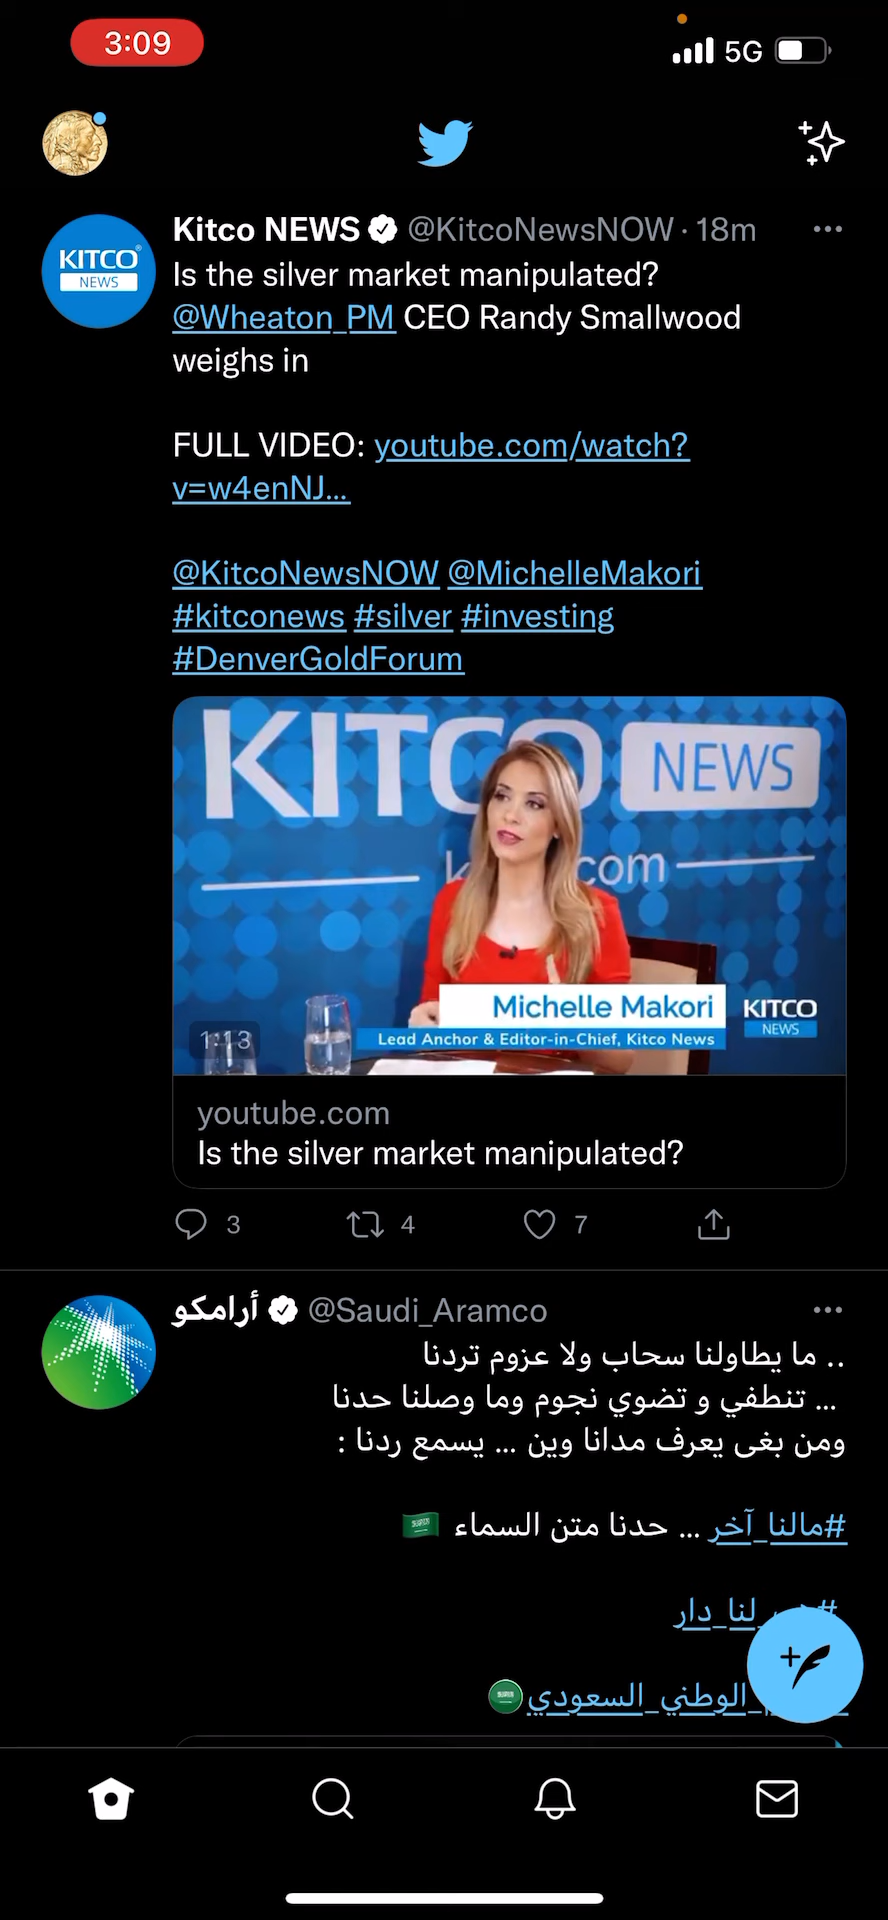 3:09
5G
Kitco NEWS @KitcoNewsNOW · 18m
KITCO
NEWS
Is the silver market manipulated?
@Wheaton_PM CEO Randy Smallwood
weighs in
FULL VIDEO: youtube.com/watch?
v=w4enNJ...
@KitcoNewsNOW @MichelleMakori
#kitconews #silver #investing
#DenverGoldForum
KITCO NEWS
com
Michelle Makori
Lead Anchor & Editor-in-Chief, Kitco News
KITCO
NEWS
1:13
youtube.com
Is the silver market manipulated?
3
4
7
أرامكو @Saudi_Aramco
.. ما يطاولنا سحاب ولا عزوم تردنا
... تنطفي و تضوي نجوم وما وصلنا حدنا
ومن بغى يعرف مدانا وين ... يسمع ردنا :
#مالنا_آخر ... حدنا متن السماء 🇸🇦
لنا_دار
الوطني_السعودي